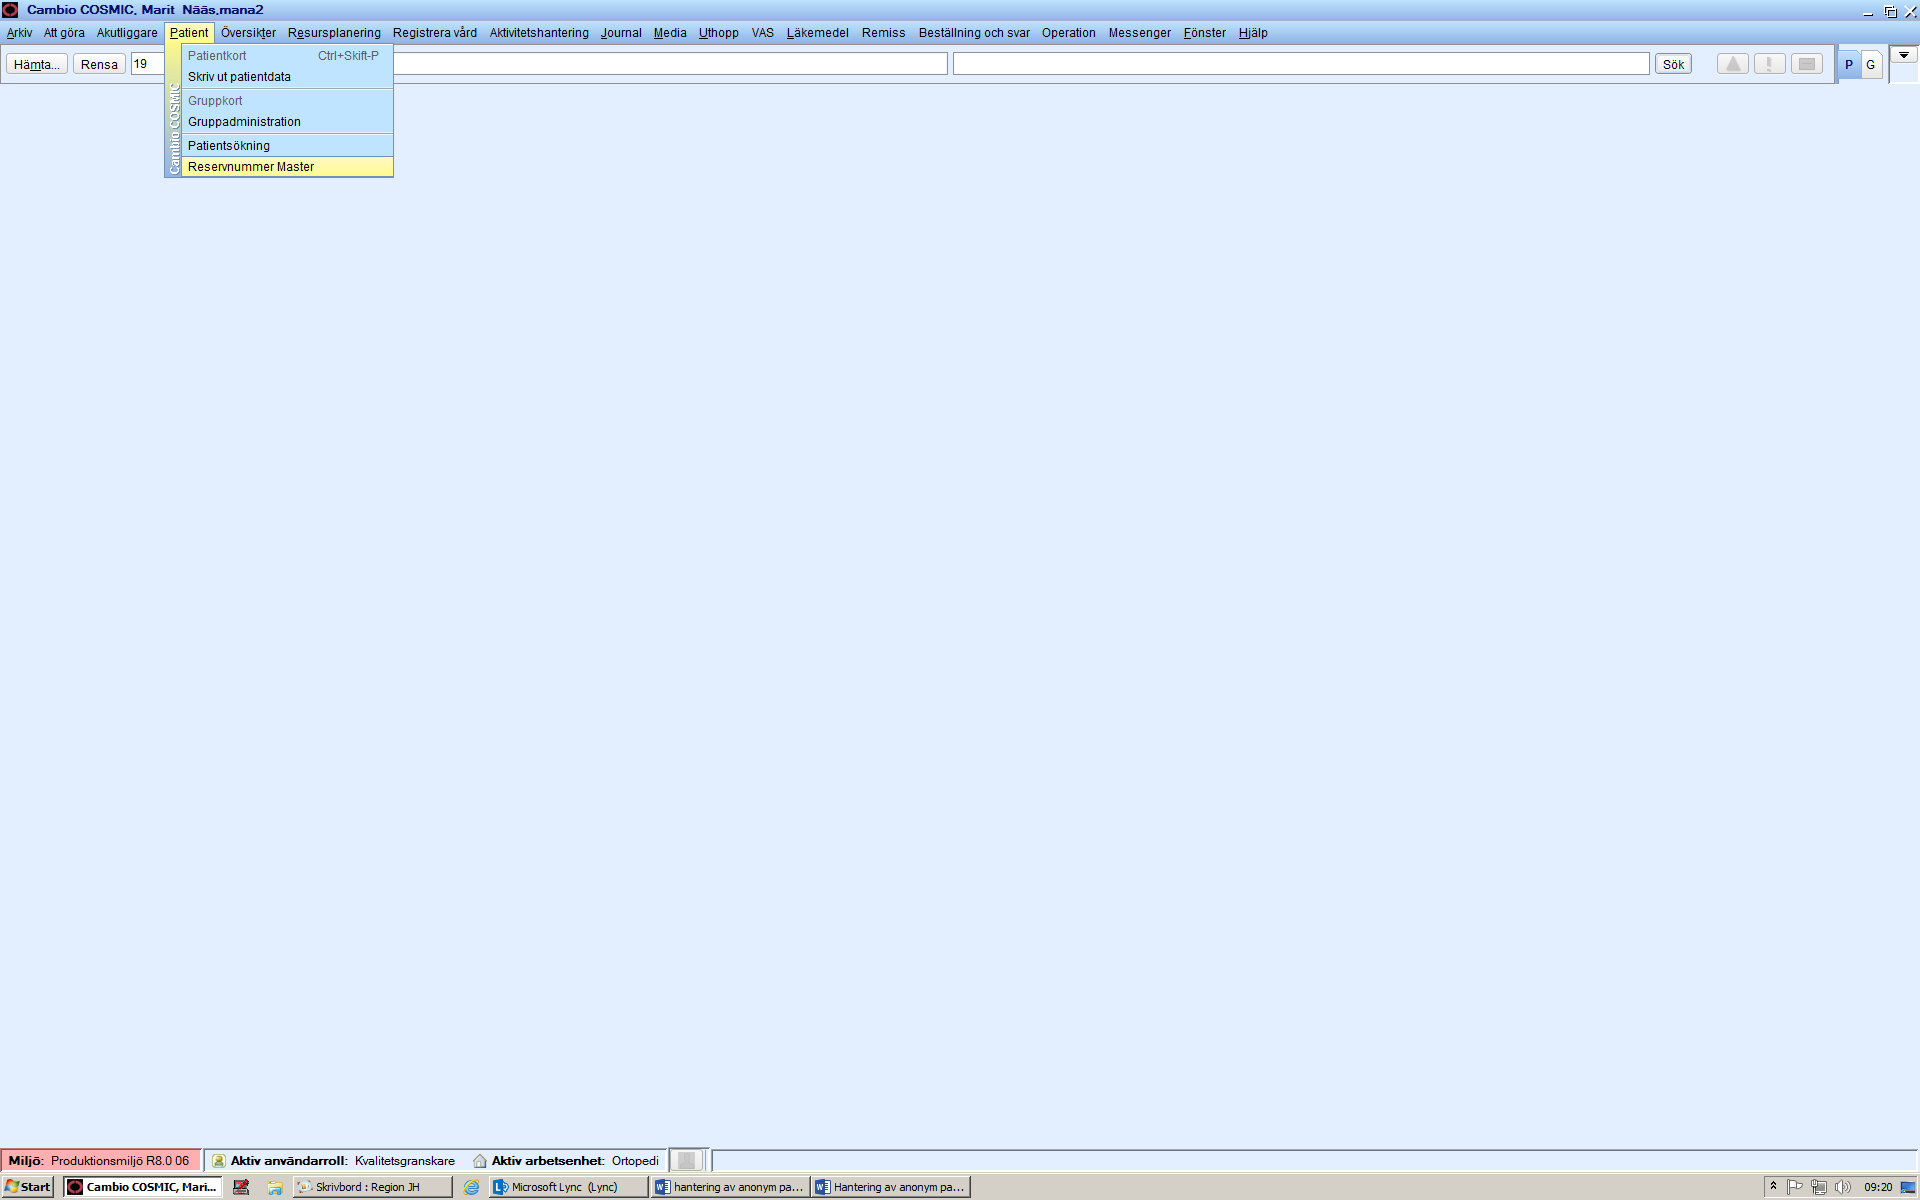 Cambio COSMIC, Marit Nääs,mana2
Arkiv Att göra Akutliggare Patient Översikter Resursplanering Registrera vård Aktivitetshantering Journal Media Uthopp VAS Läkemedel Remiss Beställning och svar Operation Messenger Fönster Hjälp
Hämta... Rensa 19 Sök P G
Patientkort Ctrl+Skift-P
Skriv ut patientdata
Gruppkort
Gruppadministration
Patientsökning
Reservnummer Master
Cambio COSMIC
Miljö: Produktionsmiljö R8.0 06 Aktiv användarroll: Kvalitetsgranskare Aktiv arbetsenhet: Ortopedi
Start Cambio COSMIC, Mari... Skrivbord : Region JH Microsoft Lync (Lync) hantering av anonym pa... Hantering av anonym pa... 09:20